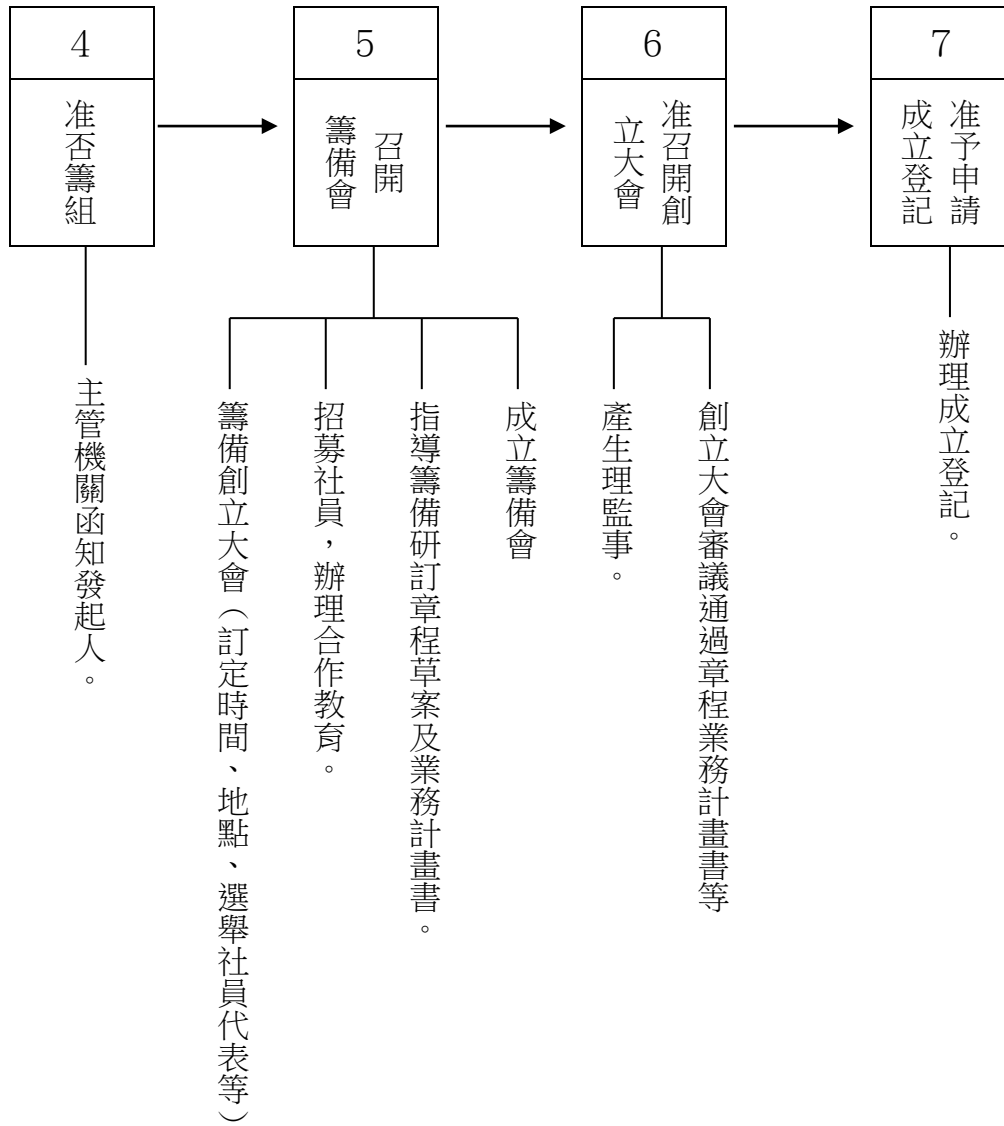 4
准否籌組
5
召開
籌備會
6
准召開創
立大會
7
准予申請
成立登記
主管機關函知發起人。
成立籌備會
指導籌備研訂章程草案及業務計畫書。
招募社員，辦理合作教育。
籌備創立大會（訂定時間、地點、選舉社員代表等）
創立大會審議通過章程業務計畫書等
產生理監事。
辦理成立登記。